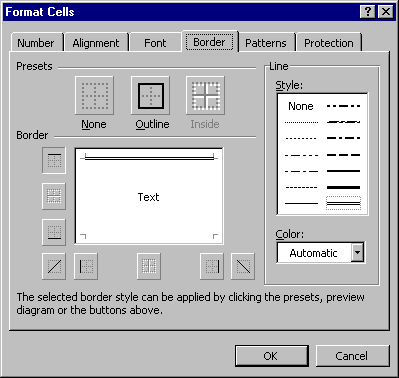 Format Cells
Number Alignment Font Border Patterns Protection
Presets
None Outline Inside
Border
Text
Line
Style:
None
Color:
Automatic
The selected border style can be applied by clicking the presets, preview
diagram or the buttons above.
OK Cancel